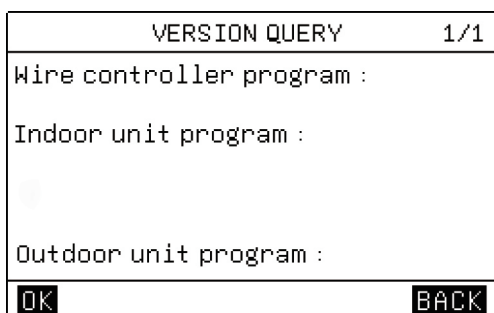 VERSION QUERY 1/1
Wire controller program :
Indoor unit program :
Outdoor unit program :
OK BACK